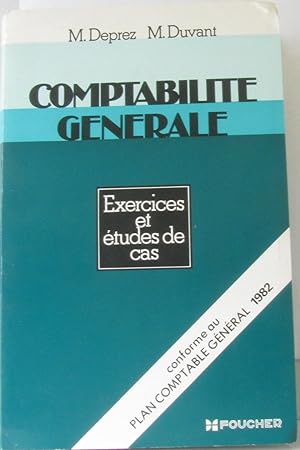 M. Deprez M. Duvant
COMPTABILITE
GENERALE
Exercices
et
études de
cas
conforme au
PLAN COMPTABLE GÉNÉRAL 1982
FOUCHER